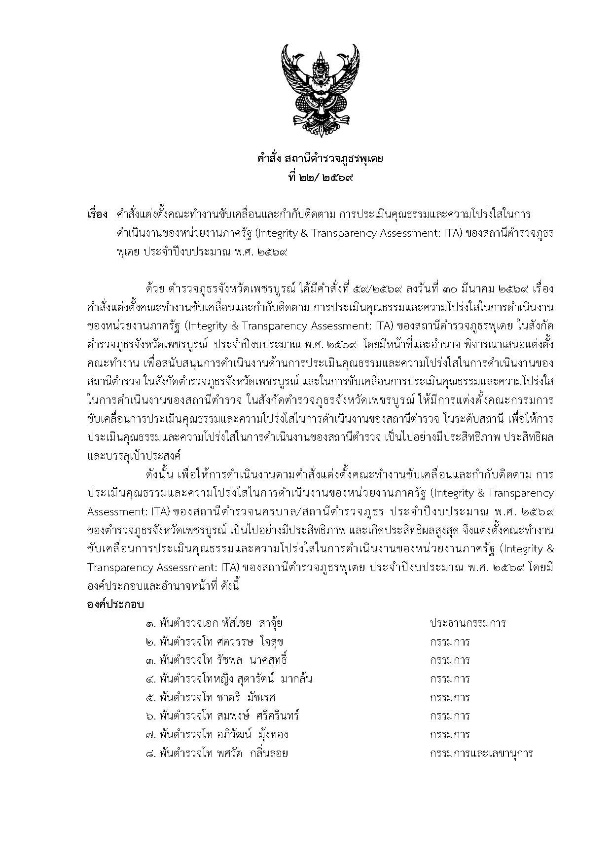 คำสั่ง สถานีตำรวจภูธรพุเตย
ที่ ๒๒/ ๒๕๖๙
เรื่อง คำสั่งแต่งตั้งคณะทำงานขับเคลื่อนและกำกับติดตาม การประเมินคุณธรรมและความโปร่งใสในการ
ดำเนินงานของหน่วยงานภาครัฐ (Integrity & Transparency Assessment: ITA) ของสถานีตำรวจภูธร
พุเตย ประจำปีงบประมาณ พ.ศ. ๒๕๖๙
ด้วย ตำรวจภูธรจังหวัดเพชรบูรณ์ ได้มีคำสั่งที่ ๕๙/๒๕๖๙ ลงวันที่ ๓๐ มีนาคม ๒๕๖๙ เรื่อง
คำสั่งแต่งตั้งคณะทำงานขับเคลื่อนและกำกับติดตาม การประเมินคุณธรรมและความโปร่งใสในการดำเนินงาน
ของหน่วยงานภาครัฐ (Integrity & Transparency Assessment: ITA) ของสถานีตำรวจภูธรพุเตย ในสังกัด
ตำรวจภูธรจังหวัดเพชรบูรณ์ ประจำปีงบประมาณ พ.ศ. ๒๕๖๙ โดยมีหน้าที่และอำนาจ พิจารณาเสนอแต่งตั้ง
คณะทำงาน เพื่อสนับสนุนการดำเนินงานด้านการประเมินคุณธรรมและความโปร่งใสในการดำเนินงานของ
สถานีตำรวจ ในสังกัดตำรวจภูธรจังหวัดเพชรบูรณ์ และในการขับเคลื่อนการประเมินคุณธรรมและความโปร่งใส
ในการดำเนินงานของสถานีตำรวจ ในสังกัดตำรวจภูธรจังหวัดเพชรบูรณ์ ให้มีการแต่งตั้งคณะกรรมการ
ขับเคลื่อนการประเมินคุณธรรมและความโปร่งใสในการดำเนินงานของสถานีตำรวจ ในระดับสถานี เพื่อให้การ
ประเมินคุณธรรม และความโปร่งใสในการดำเนินงานของสถานีตำรวจ เป็นไปอย่างมีประสิทธิภาพ ประสิทธิผล
และบรรลุเป้าประสงค์
ดังนั้น เพื่อให้การดำเนินงานตามคำสั่งแต่งตั้งคณะทำงานขับเคลื่อนและกำกับติดตาม การ
ประเมินคุณธรรมและความโปร่งใสในการดำเนินงานของหน่วยงานภาครัฐ (Integrity & Transparency
Assessment: ITA) ของสถานีตำรวจนครบาล/สถานีตำรวจภูธร ประจำปีงบประมาณ พ.ศ. ๒๕๖๙
ของตำรวจภูธรจังหวัดเพชรบูรณ์ เป็นไปอย่างมีประสิทธิภาพ และเกิดประสิทธิผลสูงสุด จึงแต่งตั้งคณะทำงาน
ขับเคลื่อนการประเมินคุณธรรมและความโปร่งใสในการดำเนินงานของหน่วยงานภาครัฐ (Integrity &
Transparency Assessment: ITA) ของสถานีตำรวจภูธรพุเตย ประจำปีงบประมาณ พ.ศ. ๒๕๖๙ โดยมี
องค์ประกอบและอำนาจหน้าที่ ดังนี้
องค์ประกอบ
๑. พันตำรวจเอก หัสไชย สาจุ้ย ประธานกรรมการ
๒. พันตำรวจโท ศตวรรษ โจสุข กรรมการ
๓. พันตำรวจโท รัชพล นาคสทธิ์ กรรมการ
๔. พันตำรวจโทหญิง สุดารัตน์ มากล้น กรรมการ
๕. พันตำรวจโท ชาตรี กรรมการ
๖. พันตำรวจโท สมพงษ์ ศรีศรินทร์ กรรมการ
๗. พันตำรวจโท อภิวัฒน์ มุ้งทอง กรรมการ
๘. พันตำรวจโท พศวัต กลิ่นลอย กรรมการและเลขานุการ